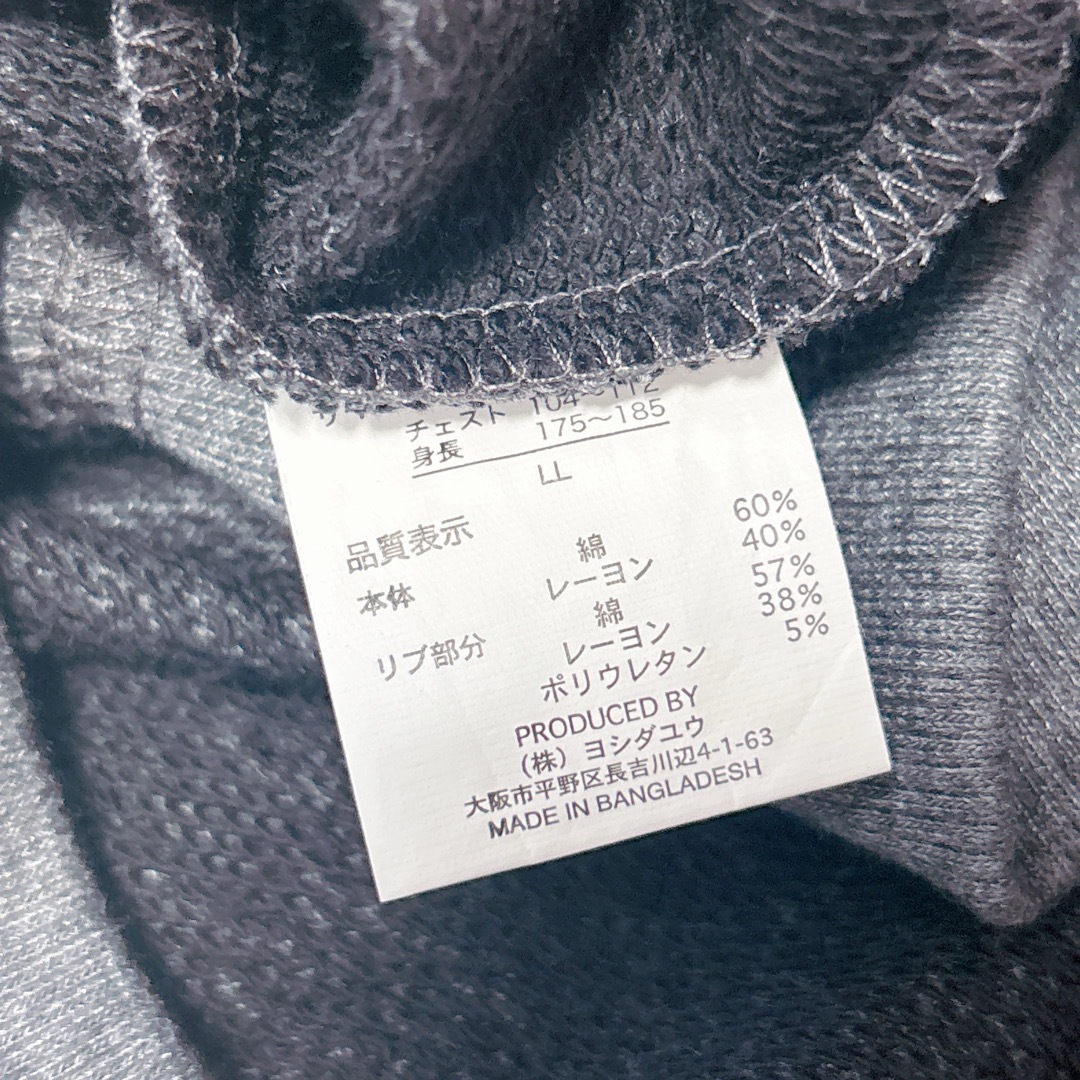 チェスト 104～112
身長 175～185
LL
品質表示
本体 綿 60%
レーヨン 40%
リブ部分 綿 57%
レーヨン 38%
ポリウレタン 5%
PRODUCED BY
(株) ヨシダユウ
大阪市平野区長吉川辺4-1-63
MADE IN BANGLADESH